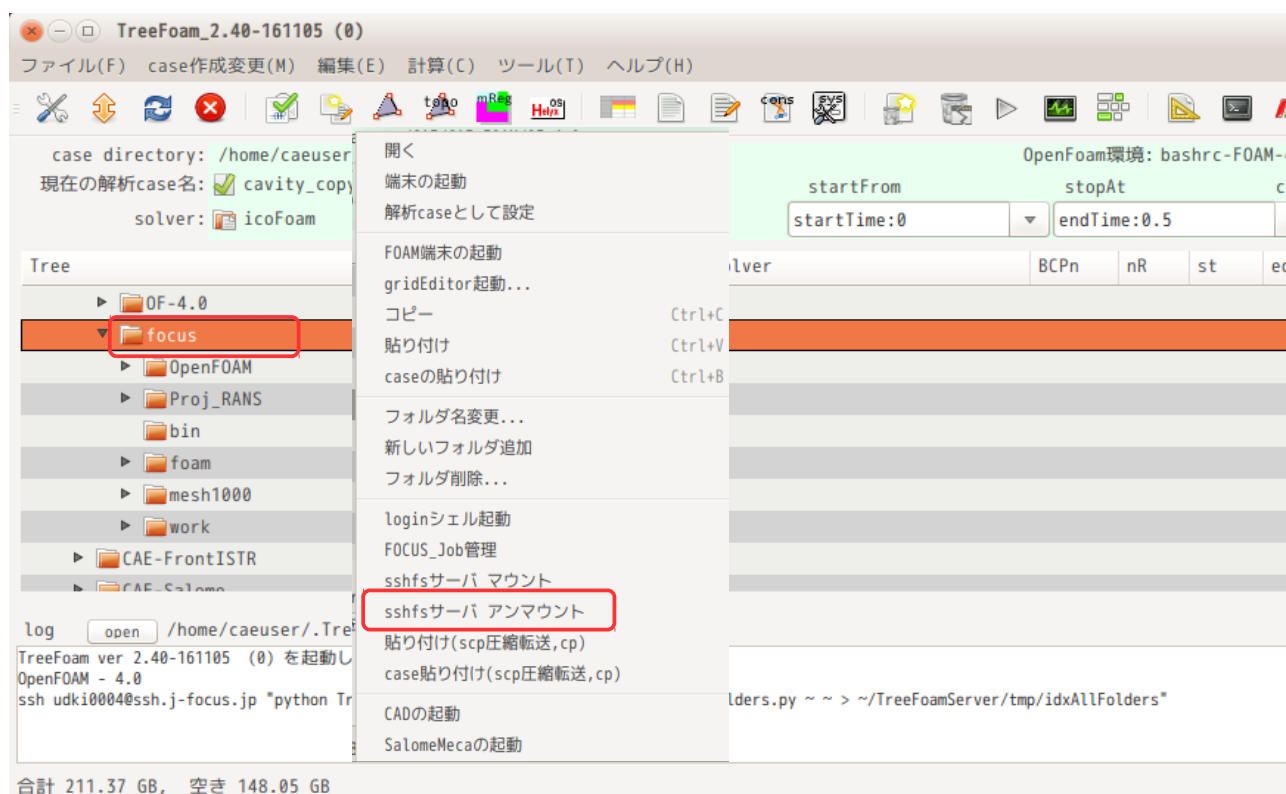 TreeFoam_2.40-161105 (0)
ファイル(F) case作成変更(M) 編集(E) 計算(C) ツール(T) ヘルプ(H)
topo mReg Helyx OS cons SYS
case directory: /home/caeuser
OpenFoam環境: bashrc-FOAM-
現在の解析case名: cavity_copy
startFrom stopAt
solver: icoFoam
startTime:0 endTime:0.5
Tree BCPn nR st
OF-4.0
focus
OpenFOAM
Proj_RANS
bin
foam
mesh1000
work
CAE-FrontISTR
CAE-Salome
開く
端末の起動
解析caseとして設定
FOAM端末の起動
gridEditor起動...
コピー Ctrl+C
貼り付け Ctrl+V
caseの貼り付け Ctrl+B
フォルダ名変更...
新しいフォルダ追加
フォルダ削除...
loginシェル起動
FOCUS_Job管理
sshfsサーバ マウント
sshfsサーバ アンマウント
貼り付け(scp圧縮転送,cp)
case貼り付け(scp圧縮転送,cp)
CADの起動
SalomeMecaの起動
log open /home/caeuser/.Tre
TreeFoam ver 2.40-161105 (0) を起動し
OpenFOAM - 4.0
ssh udki0004@ssh.j-focus.jp "python Tr lders.py ~ ~ > ~/TreeFoamServer/tmp/idxAllFolders"
合計 211.37 GB, 空き 148.05 GB